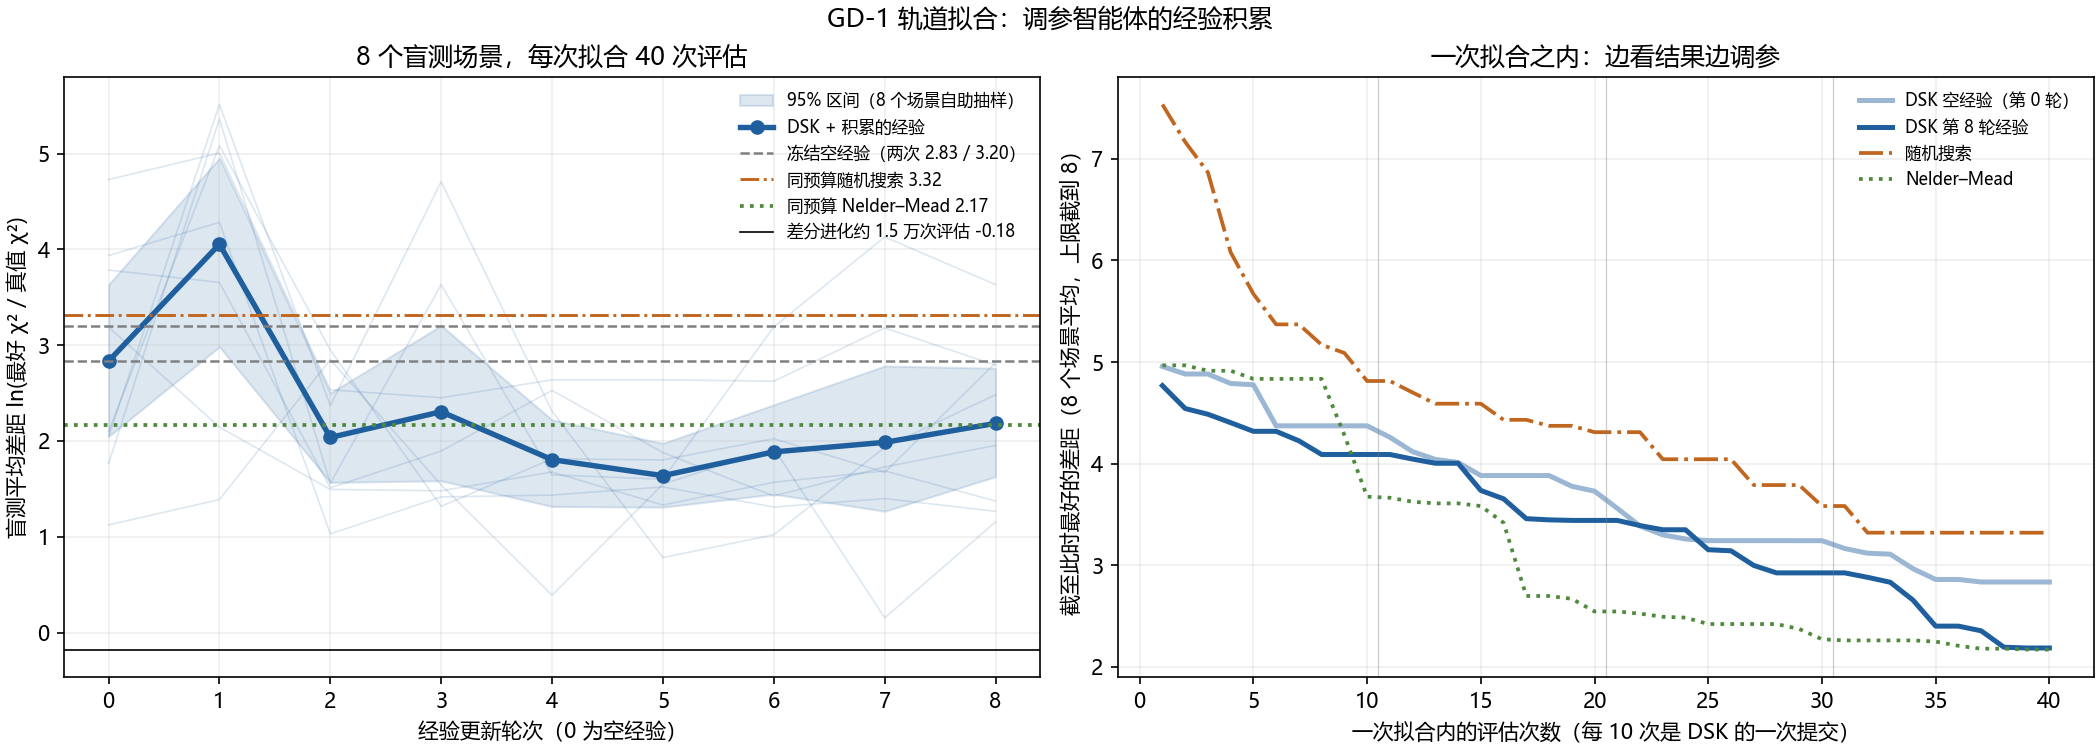 GD-1 轨道拟合：调参智能体的经验积累
8 个盲测场景，每次拟合 40 次评估
盲测平均差距 ln(最好 χ² / 真值 χ²)
5
4
3
2
1
0
95% 区间（8 个场景自助抽样）
DSK + 积累的经验
冻结空经验（两次 2.83 / 3.20）
同预算随机搜索 3.32
同预算 Nelder–Mead 2.17
差分进化约 1.5 万次评估 -0.18
0 1 2 3 4 5 6 7 8
经验更新轮次（0 为空经验）
一次拟合之内：边看结果边调参
截至此时最好的差距（8 个场景平均，上限截到 8）
7
6
5
4
3
2
DSK 空经验（第 0 轮）
DSK 第 8 轮经验
随机搜索
Nelder–Mead
0 5 10 15 20 25 30 35 40
一次拟合内的评估次数（每 10 次是 DSK 的一次提交）